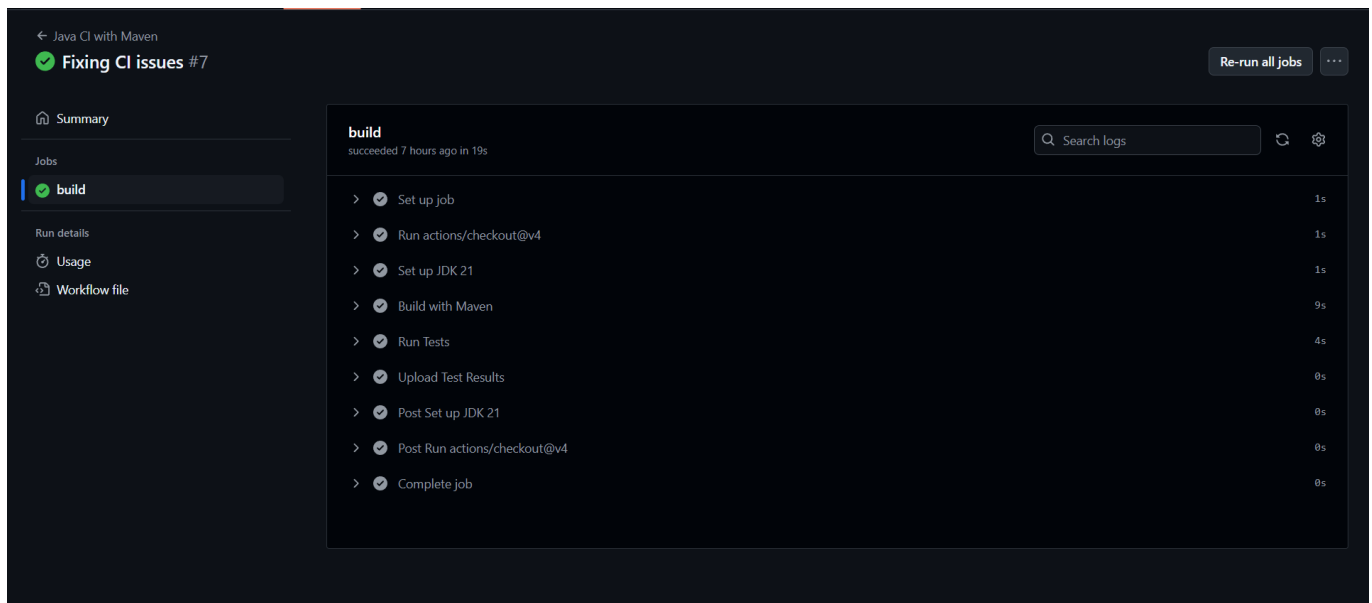 ← Java CI with Maven
Fixing CI issues #7
Re-run all jobs
Summary
Jobs
build
Run details
Usage
Workflow file
build
succeeded 7 hours ago in 19s
Search logs
Set up job 1s
Run actions/checkout@v4 1s
Set up JDK 21 1s
Build with Maven 9s
Run Tests 4s
Upload Test Results 0s
Post Set up JDK 21 0s
Post Run actions/checkout@v4 0s
Complete job 0s